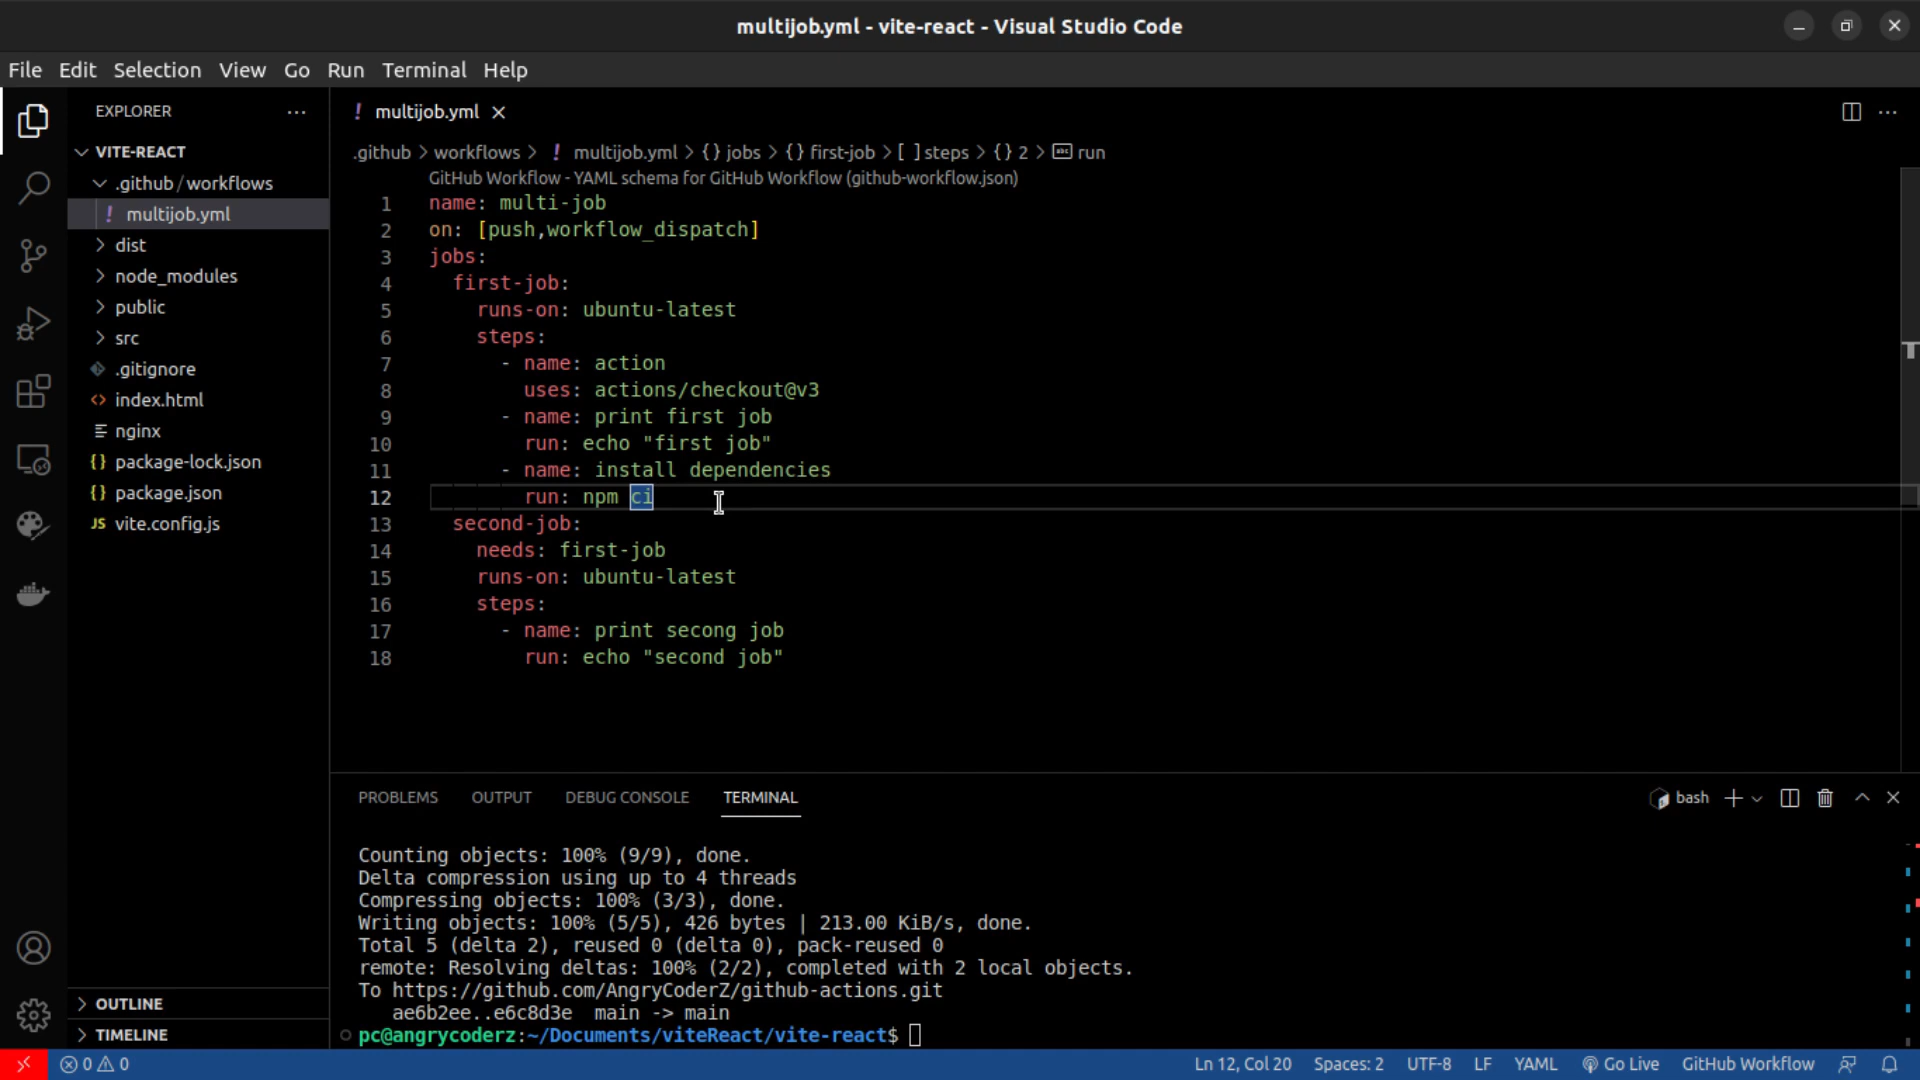 multijob.yml - vite-react - Visual Studio Code
File Edit Selection View Go Run Terminal Help
EXPLORER
VITE-REACT
.github / workflows
! multijob.yml
dist
node_modules
public
src
.gitignore
index.html
nginx
package-lock.json
package.json
JS vite.config.js
OUTLINE
TIMELINE
! multijob.yml
.github > workflows > ! multijob.yml > {} jobs > {} first-job > [ ] steps > {} 2 > abc run
GitHub Workflow - YAML schema for GitHub Workflow (github-workflow.json)
1 name: multi-job
2 on: [push,workflow_dispatch]
3 jobs:
4   first-job:
5     runs-on: ubuntu-latest
6     steps:
7       - name: action
8         uses: actions/checkout@v3
9       - name: print first job
10         run: echo "first job"
11       - name: install dependencies
12         run: npm ci
13   second-job:
14     needs: first-job
15     runs-on: ubuntu-latest
16     steps:
17       - name: print secong job
18         run: echo "second job"
PROBLEMS OUTPUT DEBUG CONSOLE TERMINAL
bash
Counting objects: 100% (9/9), done.
Delta compression using up to 4 threads
Compressing objects: 100% (3/3), done.
Writing objects: 100% (5/5), 426 bytes | 213.00 KiB/s, done.
Total 5 (delta 2), reused 0 (delta 0), pack-reused 0
remote: Resolving deltas: 100% (2/2), completed with 2 local objects.
To https://github.com/AngryCoderZ/github-actions.git
   ae6b2ee..e6c8d3e  main -> main
pc@angrycoderz:~/Documents/viteReact/vite-react$
0 0
Ln 12, Col 20 Spaces: 2 UTF-8 LF YAML Go Live GitHub Workflow